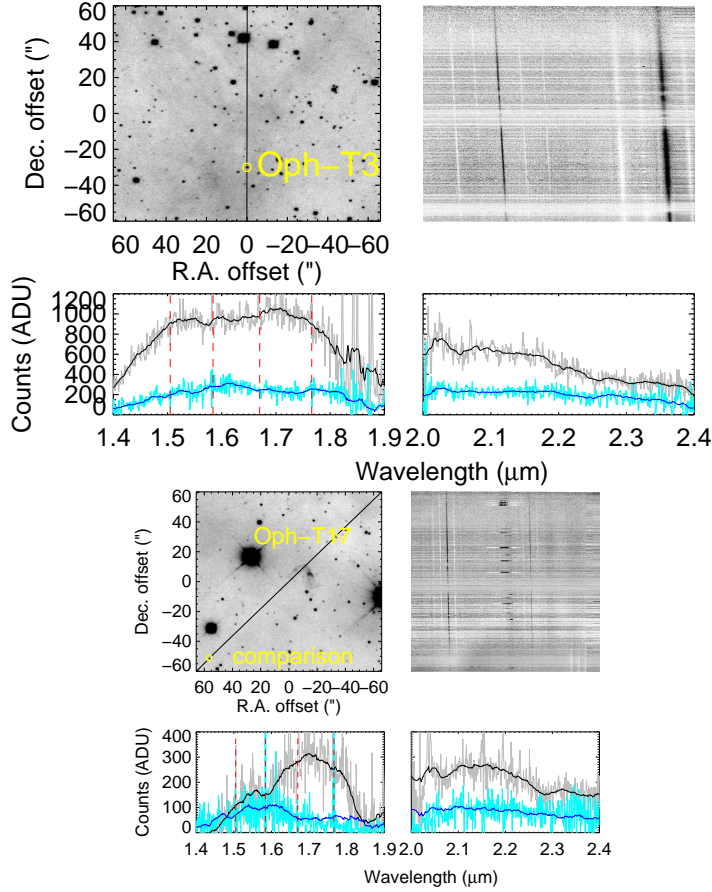 60
40
20
0
−20
−40
−60
Dec. offset (")
Oph−T3
60 40 20 0 −20−40−60
R.A. offset (")
1200
1000
800
600
400
200
0
Counts (ADU)
1.4 1.5 1.6 1.7 1.8 1.9 2.0 2.1 2.2 2.3 2.4
Wavelength (μm)
60
40
20
0
−20
−40
−60
Dec. offset (")
Oph−T17
comparison
60 40 20 0 −20 −40 −60
R.A. offset (")
400
300
200
100
0
Counts (ADU)
1.4 1.5 1.6 1.7 1.8 1.9 2.0 2.1 2.2 2.3 2.4
Wavelength (μm)